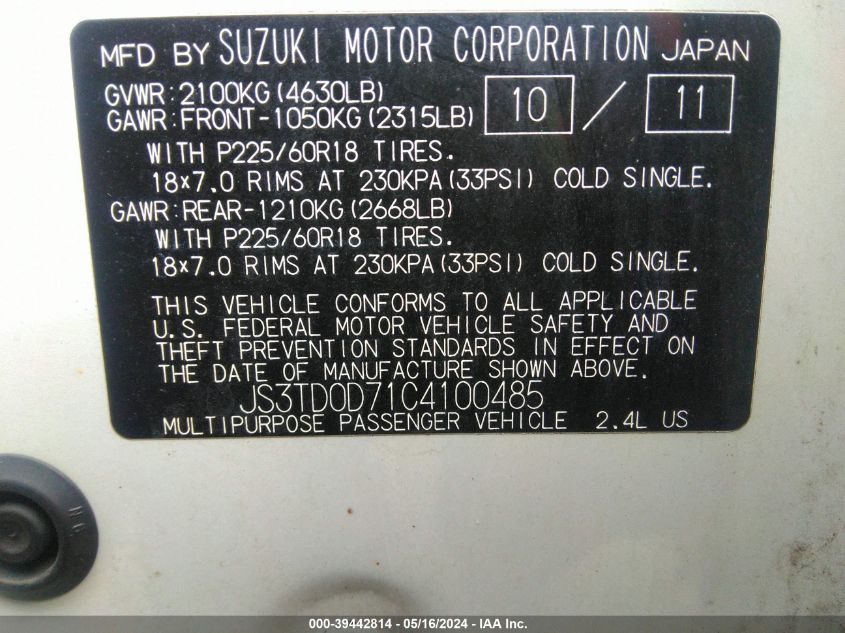 MFD BY SUZUKI MOTOR CORPORATION JAPAN
GVWR:2100KG(4630LB)
GAWR:FRONT-1050KG(2315LB) 10 / 11
WITH P225/60R18 TIRES.
18×7.0 RIMS AT 230KPA(33PSI) COLD SINGLE.
GAWR:REAR-1210KG(2668LB)
WITH P225/60R18 TIRES.
18×7.0 RIMS AT 230KPA(33PSI) COLD SINGLE.
THIS VEHICLE CONFORMS TO ALL APPLICABLE
U.S. FEDERAL MOTOR VEHICLE SAFETY AND
THEFT PREVENTION STANDARDS IN EFFECT ON
THE DATE OF MANUFACTURE SHOWN ABOVE.
JS3TD0D71C4100485
MULTIPURPOSE PASSENGER VEHICLE 2.4L US
000-39442814 - 05/16/2024 - IAA Inc.